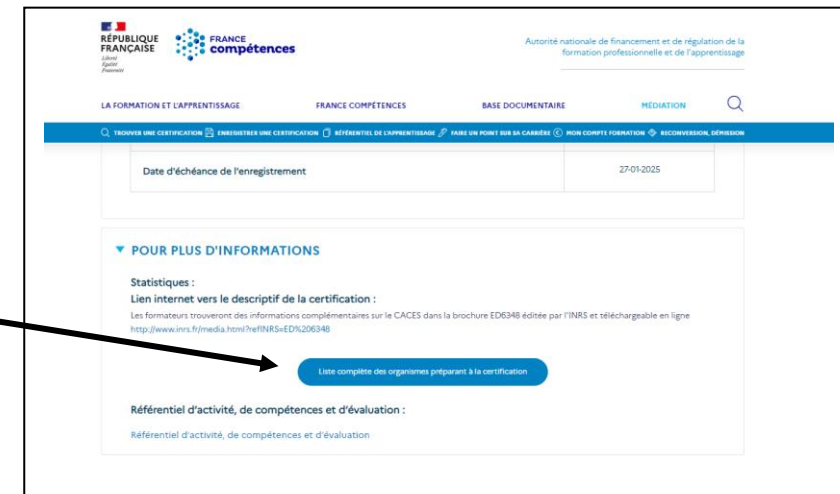 RÉPUBLIQUE
FRANÇAISE
Liberté
Égalité
Fraternité
FRANCE
compétences
Autorité nationale de financement et de régulation de la
formation professionnelle et de l'apprentissage
LA FORMATION ET L'APPRENTISSAGE FRANCE COMPÉTENCES BASE DOCUMENTAIRE MÉDIATION
TROUVER UNE CERTIFICATION ENREGISTRER UNE CERTIFICATION RÉFÉRENTIEL DE L'APPRENTISSAGE FAIRE UN POINT SUR SA CARRIÈRE MON COMPTE FORMATION RECONVERSION, DÉMISSION
Date d'échéance de l'enregistrement 27-01-2025
POUR PLUS D'INFORMATIONS
Statistiques :
Lien internet vers le descriptif de la certification :
Les formateurs trouveront des informations complémentaires sur le CACES dans la brochure ED6348 éditée par l'INRS et téléchargeable en ligne
http://www.inrs.fr/media.html?refINRS=ED%206348
Liste complète des organismes préparant à la certification
Référentiel d'activité, de compétences et d'évaluation :
Référentiel d'activité, de compétences et d'évaluation